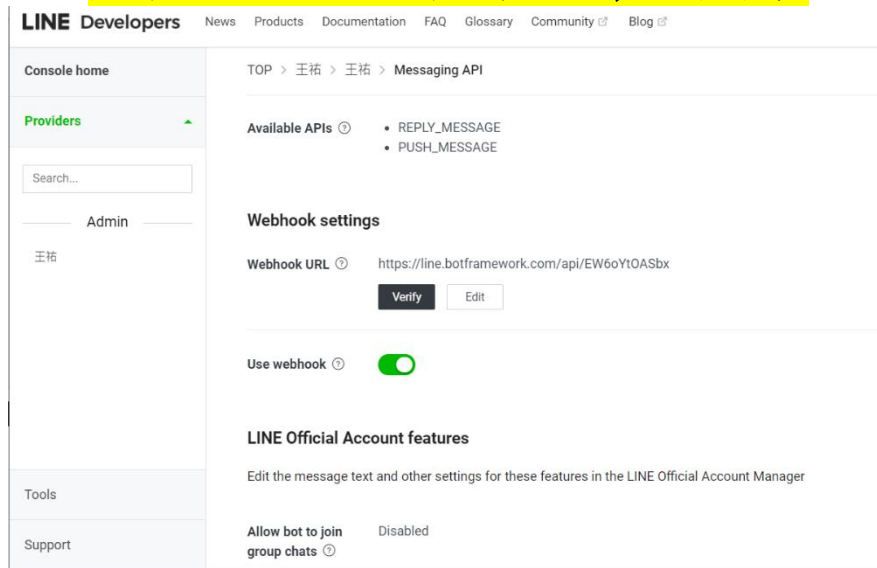 LINE Developers News Products Documentation FAQ Glossary Community Blog
Console home
TOP > 王祐 > 王祐 > Messaging API
Providers
Available APIs
• REPLY_MESSAGE
• PUSH_MESSAGE
Search...
Admin
王祐
Webhook settings
Webhook URL https://line.botframework.com/api/EW6oYtOASbx
Verify Edit
Use webhook
LINE Official Account features
Edit the message text and other settings for these features in the LINE Official Account Manager
Tools
Allow bot to join group chats Disabled
Support